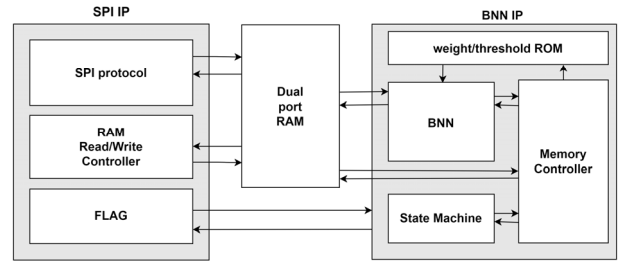 SPI IP
BNN IP
SPI protocol
RAM
Read/Write
Controller
FLAG
Dual
port
RAM
weight/threshold ROM
BNN
State Machine
Memory
Controller